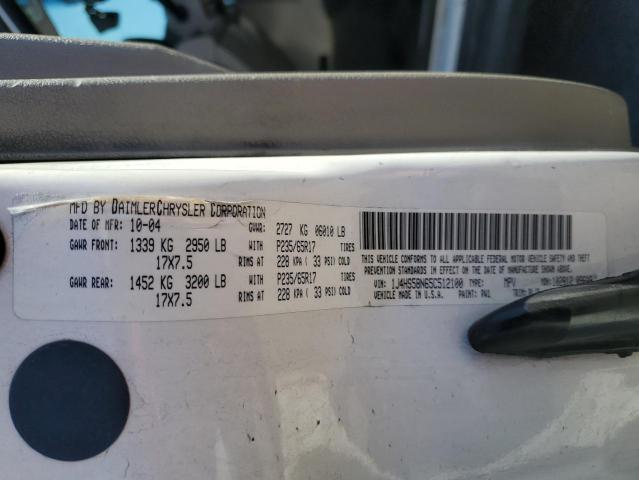 MFD BY DAIMLERCHRYSLER CORPORATION
DATE OF MFR: 10-04 GVWR: 2727 KG 06010 LB
GAWR FRONT: 1339 KG 2950 LB WITH P235/65R17 TIRES
17X7.5 RIMS AT 228 KPA ( 33 PSI) COLD
GAWR REAR: 1452 KG 3200 LB WITH P235/65R17 TIRES
17X7.5 RIMS AT 228 KPA ( 33 PSI) COLD
THIS VEHICLE CONFORMS TO ALL APPLICABLE FEDERAL MOTOR VEHICLE SAFETY AND THEFT
PREVENTION STANDARDS IN EFFECT ON THE DATE OF MANUFACTURE SHOWN ABOVE.
VIN: 1J4HS58N65C512100 TYPE: MPV MDH:
VEHICLE MADE IN U.S.A. PAINT: PW1 TRIM: